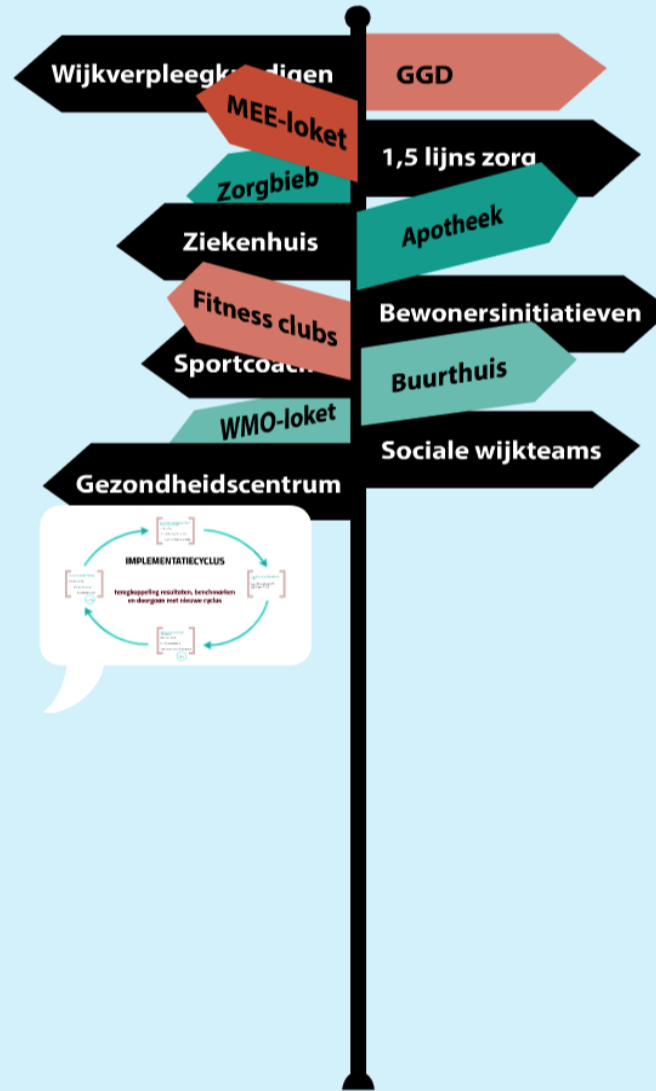 Wijkverpleegkundigen
GGD
MEE-loket
1,5 lijns zorg
Zorgbieb
Apotheek
Ziekenhuis
Fitness clubs
Bewonersinitiatieven
Sportcoach
Buurthuis
WMO-loket
Sociale wijkteams
Gezondheidscentrum
IMPLEMENTATIECYCLUS
terugkoppeling resultaten, benchmarken
en doorgaan met nieuwe cyclus